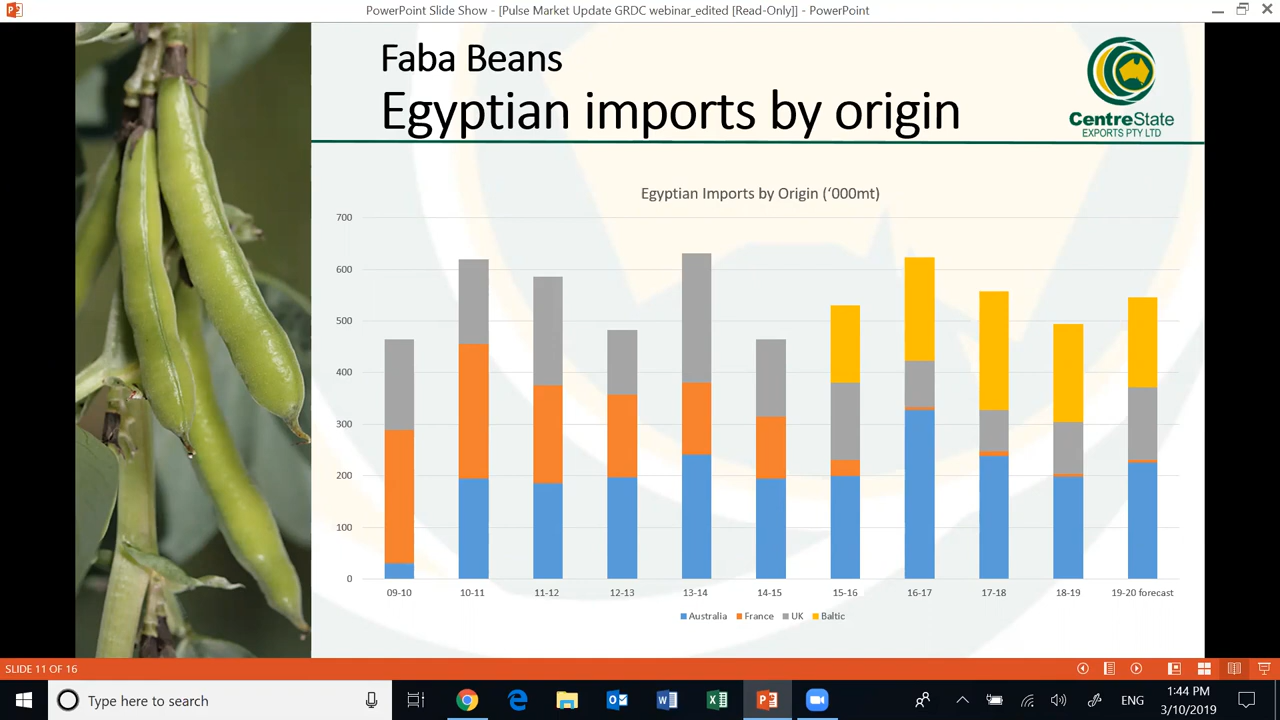 PowerPoint Slide Show - [Pulse Market Update GRDC webinar_edited [Read-Only]] - PowerPoint
Faba Beans
Egyptian imports by origin
CentreState
EXPORTS PTY LTD
Egyptian Imports by Origin (‘000mt)
700
600
500
400
300
200
100
0
09-10 10-11 11-12 12-13 13-14 14-15 15-16 16-17 17-18 18-19 19-20 forecast
Australia France UK Baltic
SLIDE 11 OF 16
Type here to search
ENG
1:44 PM
3/10/2019